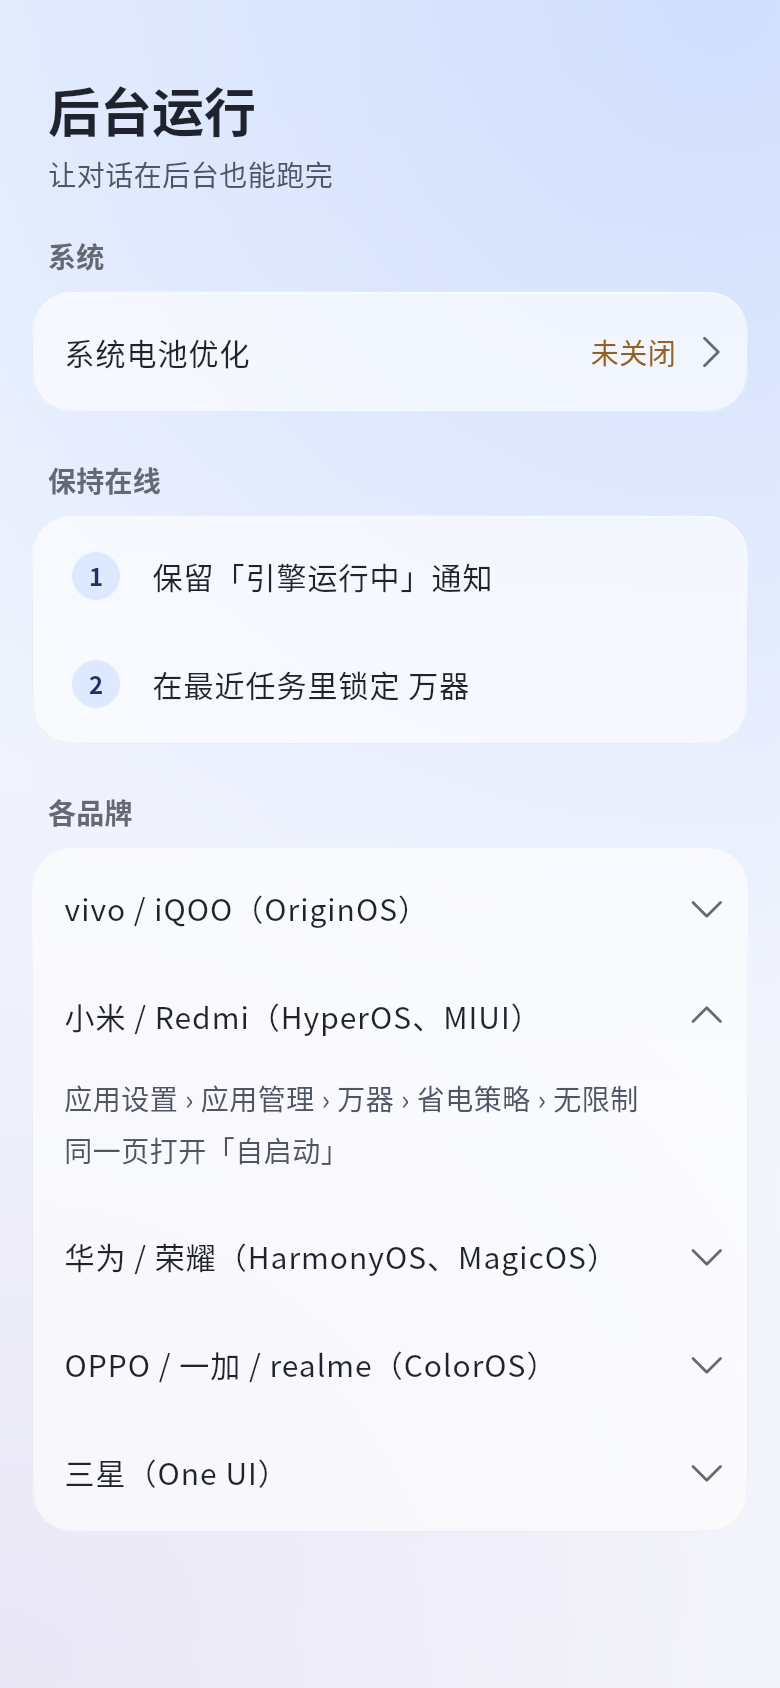 后台运行
让对话在后台也能跑完
系统
系统电池优化 未关闭
保持在线
1 保留「引擎运行中」通知
2 在最近任务里锁定 万器
各品牌
vivo / iQOO（OriginOS）
小米 / Redmi（HyperOS、MIUI）
应用设置 › 应用管理 › 万器 › 省电策略 › 无限制
同一页打开「自启动」
华为 / 荣耀（HarmonyOS、MagicOS）
OPPO / 一加 / realme（ColorOS）
三星（One UI）